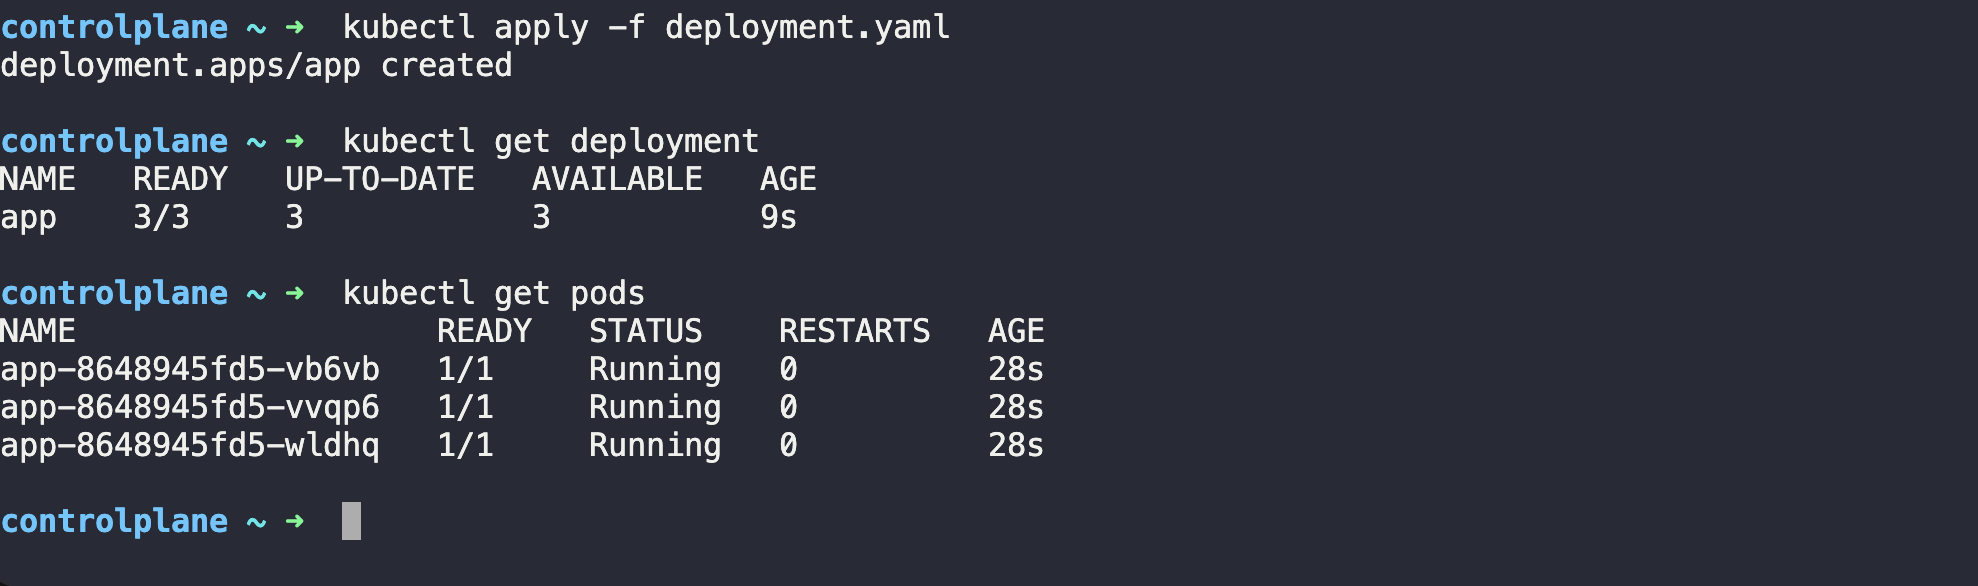 controlplane ~ ➜  kubectl apply -f deployment.yaml
deployment.apps/app created
controlplane ~ ➜  kubectl get deployment
NAME   READY   UP-TO-DATE   AVAILABLE   AGE
app    3/3     3            3           9s
controlplane ~ ➜  kubectl get pods
NAME                   READY   STATUS    RESTARTS   AGE
app-8648945fd5-vb6vb   1/1     Running   0          28s
app-8648945fd5-vvqp6   1/1     Running   0          28s
app-8648945fd5-wldhq   1/1     Running   0          28s
controlplane ~ ➜